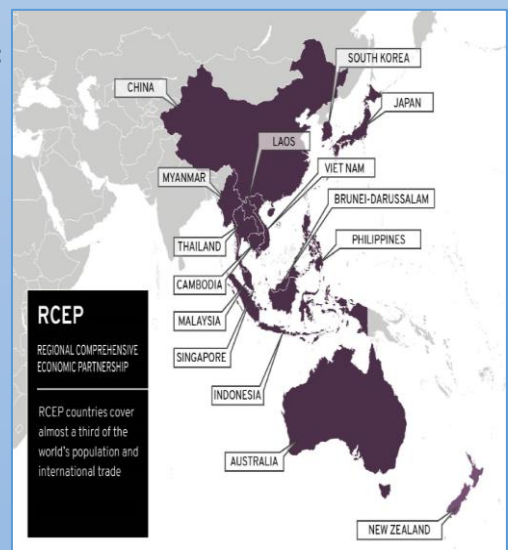 SOUTH KOREA
CHINA
JAPAN
LAOS
VIET NAM
MYANMAR
BRUNEI-DARUSSALAM
THAILAND
PHILIPPINES
CAMBODIA
MALAYSIA
SINGAPORE
INDONESIA
AUSTRALIA
NEW ZEALAND
RCEP
REGIONAL COMPREHENSIVE
ECONOMIC PARTNERSHIP
RCEP countries cover
almost a third of the
world's population and
international trade